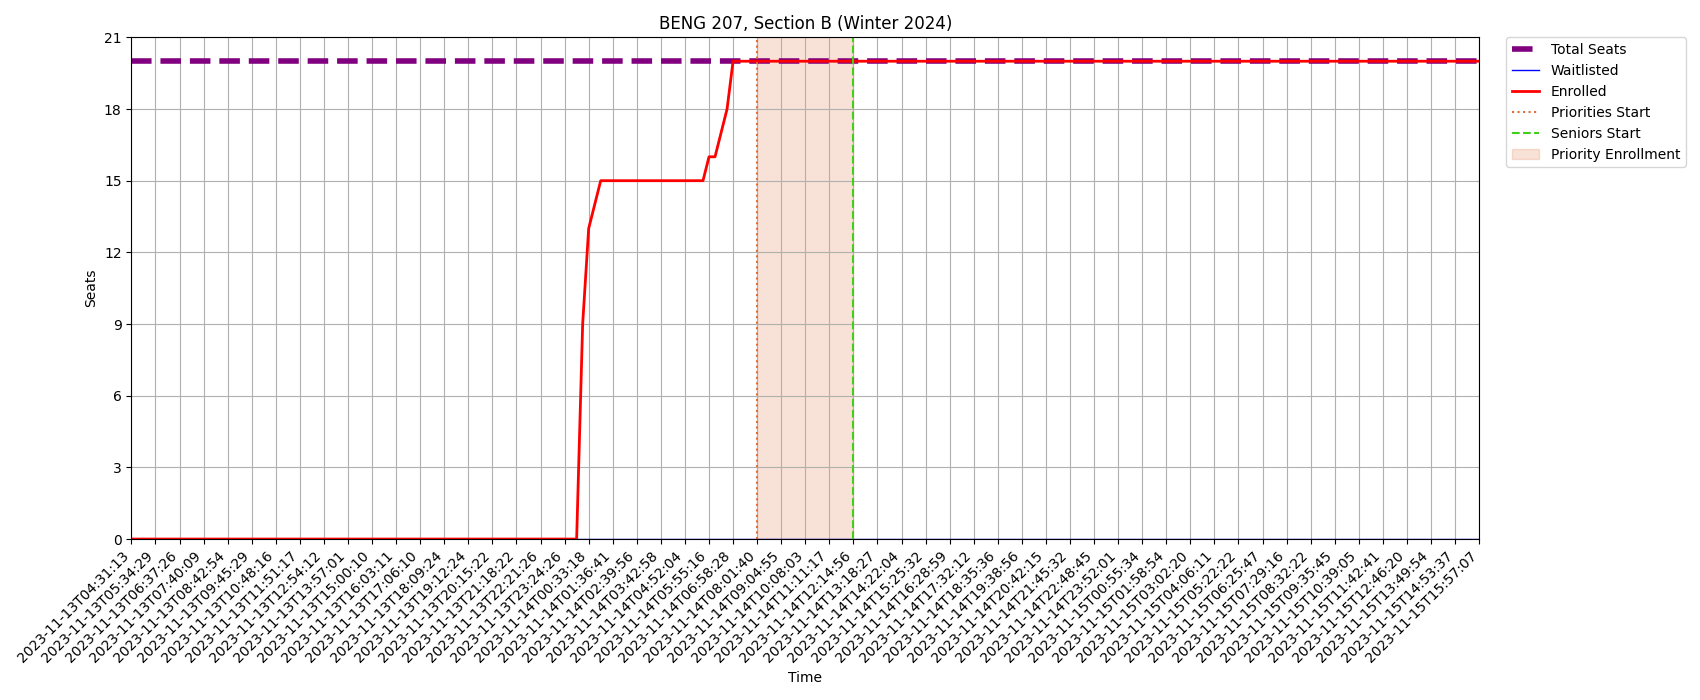 BENG 207, Section B (Winter 2024)
21
18
15
12
9
6
3
0
Seats
2023-11-13T04:31:13
2023-11-13T05:34:29
2023-11-13T06:37:26
2023-11-13T07:40:09
2023-11-13T08:42:54
2023-11-13T09:45:29
2023-11-13T10:48:16
2023-11-13T11:51:17
2023-11-13T12:54:12
2023-11-13T13:57:01
2023-11-13T15:00:10
2023-11-13T16:03:11
2023-11-13T17:06:10
2023-11-13T18:09:24
2023-11-13T19:12:24
2023-11-13T20:15:22
2023-11-13T21:18:22
2023-11-13T22:21:26
2023-11-13T23:24:26
2023-11-14T00:33:18
2023-11-14T01:36:41
2023-11-14T02:39:56
2023-11-14T03:42:58
2023-11-14T04:52:04
2023-11-14T05:55:16
2023-11-14T06:58:28
2023-11-14T08:01:40
2023-11-14T09:04:55
2023-11-14T10:08:03
2023-11-14T11:11:17
2023-11-14T12:14:56
2023-11-14T13:18:27
2023-11-14T14:22:04
2023-11-14T15:25:32
2023-11-14T16:28:59
2023-11-14T17:32:12
2023-11-14T18:35:36
2023-11-14T19:38:56
2023-11-14T20:42:15
2023-11-14T21:45:32
2023-11-14T22:48:45
2023-11-14T23:52:01
2023-11-15T00:55:34
2023-11-15T01:58:54
2023-11-15T03:02:20
2023-11-15T04:06:11
2023-11-15T05:22:22
2023-11-15T06:25:47
2023-11-15T07:29:16
2023-11-15T08:32:22
2023-11-15T09:35:45
2023-11-15T10:39:05
2023-11-15T11:42:41
2023-11-15T12:46:20
2023-11-15T13:49:54
2023-11-15T14:53:37
2023-11-15T15:57:07
Time
Total Seats
Waitlisted
Enrolled
Priorities Start
Seniors Start
Priority Enrollment